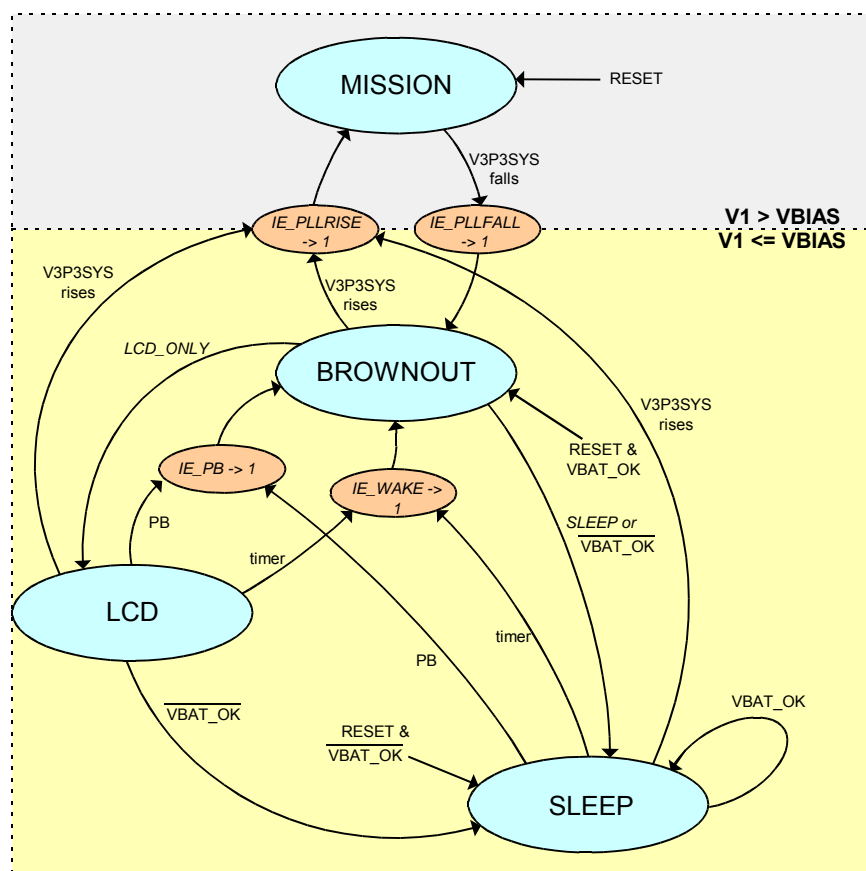 MISSION
RESET
V3P3SYS
falls
IE_PLLRISE
-> 1
IE_PLLFALL
-> 1
V1 > VBIAS
V1 <= VBIAS
V3P3SYS
rises
V3P3SYS
rises
LCD_ONLY
BROWNOUT
V3P3SYS
rises
RESET &
VBAT_OK
IE_PB -> 1
IE_WAKE ->
1
PB
SLEEP or
VBAT_OK
timer
LCD
timer
PB
VBAT_OK
VBAT_OK
RESET &
VBAT_OK
SLEEP